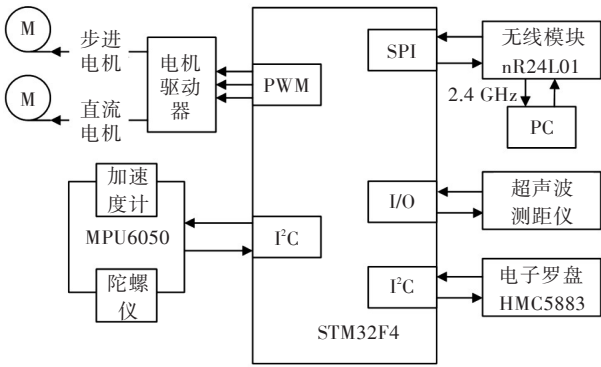 M
步进
电机
M
直流
电机
电机
驱动
器
PWM
加速
度计
MPU6050
陀螺
仪
I²C
STM32F4
SPI
无线模块
nR24L01
2.4 GHz
PC
I/O
超声波
测距仪
I²C
电子罗盘
HMC5883